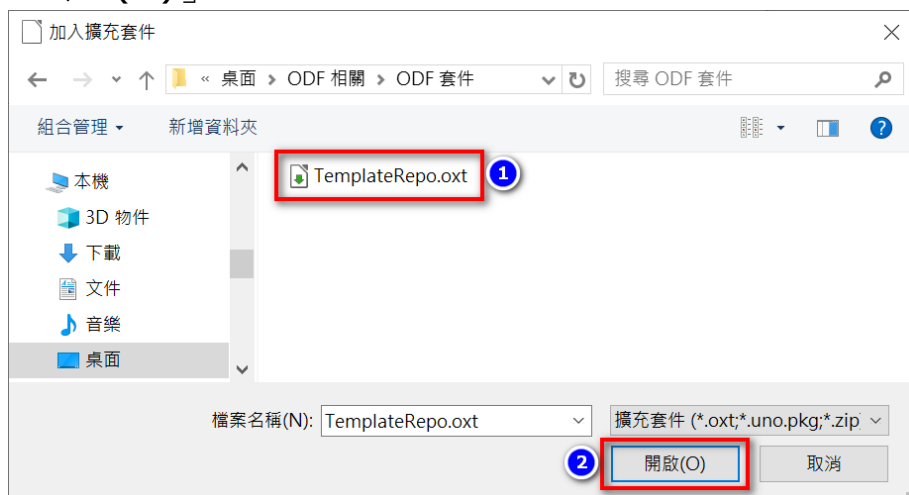 加入擴充套件
« 桌面 › ODF 相關 › ODF 套件
搜尋 ODF 套件
組合管理
新增資料夾
本機
3D 物件
下載
文件
音樂
桌面
TemplateRepo.oxt
1
檔案名稱(N):
TemplateRepo.oxt
擴充套件 (*.oxt;*.uno.pkg;*.zip
2
開啟(O)
取消